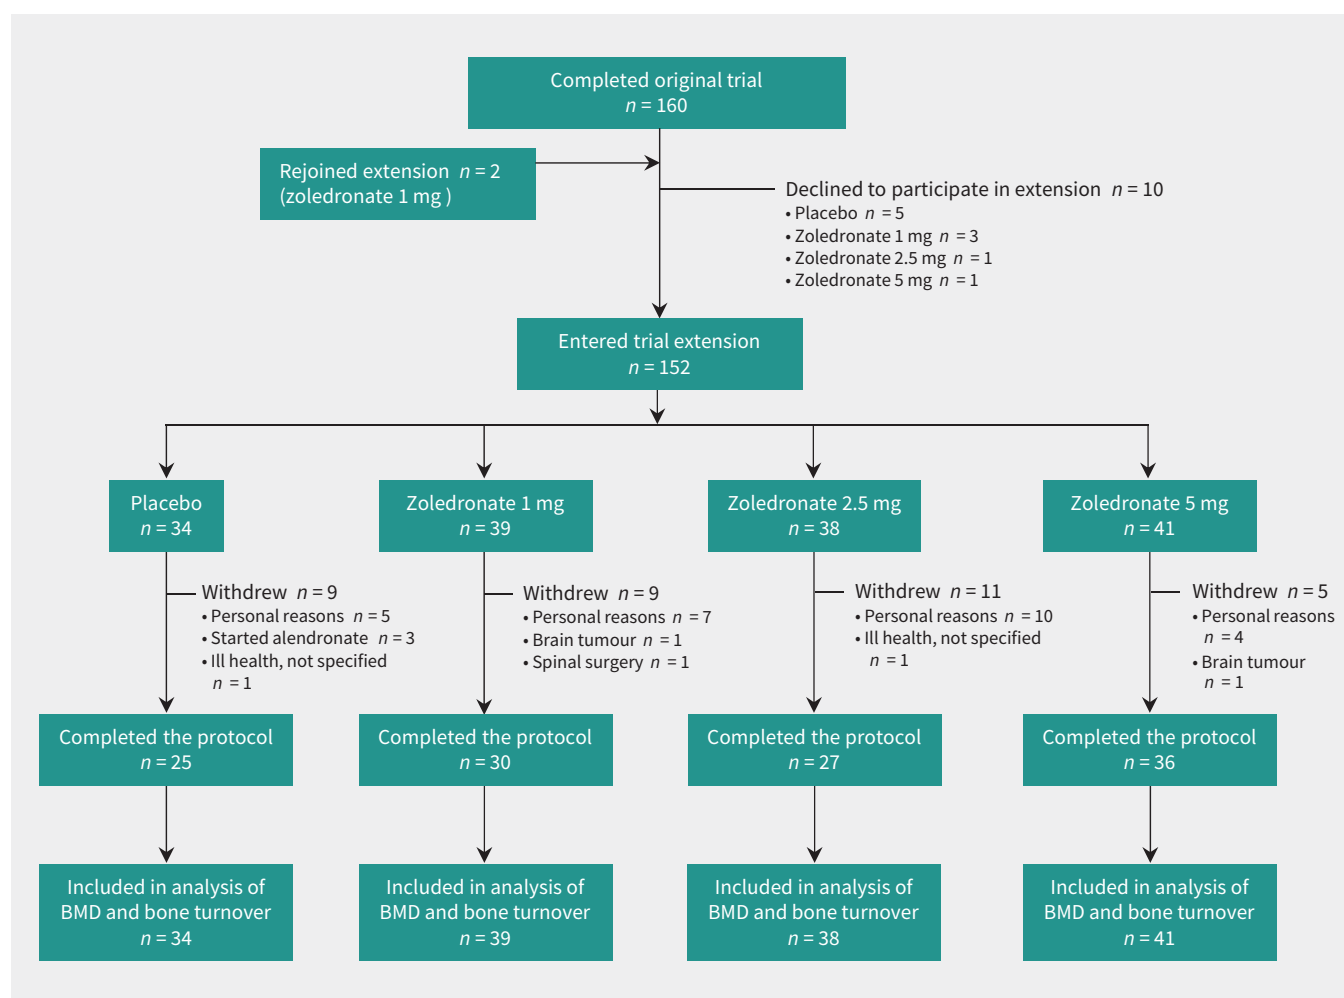 Completed original trial
n = 160
Rejoined extension n = 2
(zoledronate 1 mg )
Declined to participate in extension n = 10
• Placebo n = 5
• Zoledronate 1 mg n = 3
• Zoledronate 2.5 mg n = 1
• Zoledronate 5 mg n = 1
Entered trial extension
n = 152
Placebo
n = 34
Zoledronate 1 mg
n = 39
Zoledronate 2.5 mg
n = 38
Zoledronate 5 mg
n = 41
Withdrew n = 9
• Personal reasons n = 5
• Started alendronate n = 3
• Ill health, not specified
n = 1
Withdrew n = 9
• Personal reasons n = 7
• Brain tumour n = 1
• Spinal surgery n = 1
Withdrew n = 11
• Personal reasons n = 10
• Ill health, not specified
n = 1
Withdrew n = 5
• Personal reasons
n = 4
• Brain tumour
n = 1
Completed the protocol
n = 25
Completed the protocol
n = 30
Completed the protocol
n = 27
Completed the protocol
n = 36
Included in analysis of
BMD and bone turnover
n = 34
Included in analysis of
BMD and bone turnover
n = 39
Included in analysis of
BMD and bone turnover
n = 38
Included in analysis of
BMD and bone turnover
n = 41